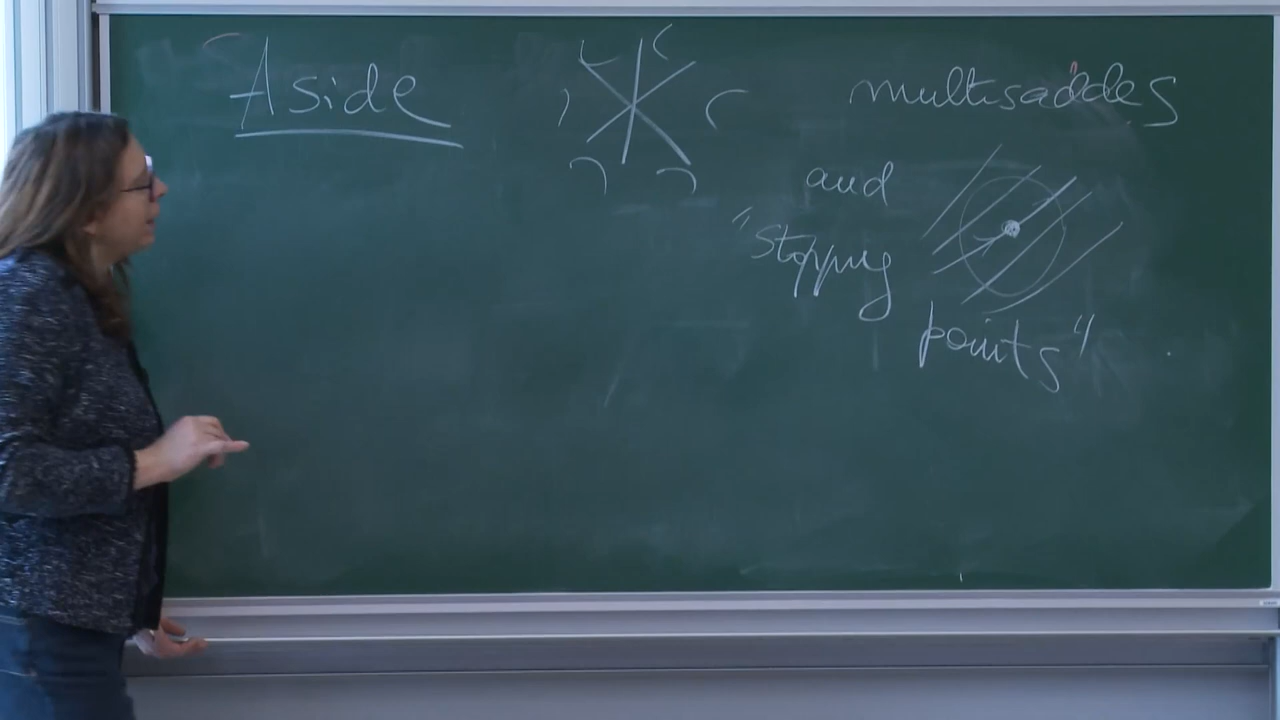 Aside
multisaddles
and
"stopping
points"